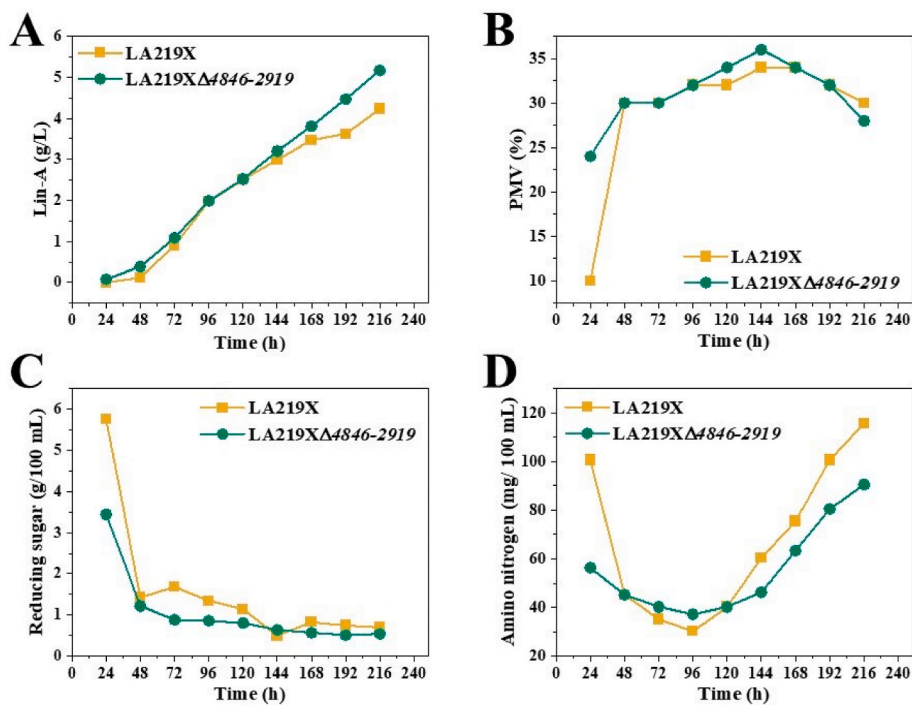 A
6
5
4
3
2
1
0
Lin-A (g/L)
LA219X
LA219XΔ4846-2919
0 24 48 72 96 120 144 168 192 216 240
Time (h)
B
35
30
25
20
15
10
PMV (%)
LA219X
LA219XΔ4846-2919
0 24 48 72 96 120 144 168 192 216 240
Time (h)
C
6
5
4
3
2
1
0
Reducing sugar (g/100 mL)
LA219X
LA219XΔ4846-2919
0 24 48 72 96 120 144 168 192 216 240
Time (h)
D
120
100
80
60
40
20
Amino nitrogen (mg/ 100 mL)
LA219X
LA219XΔ4846-2919
0 24 48 72 96 120 144 168 192 216 240
Time (h)